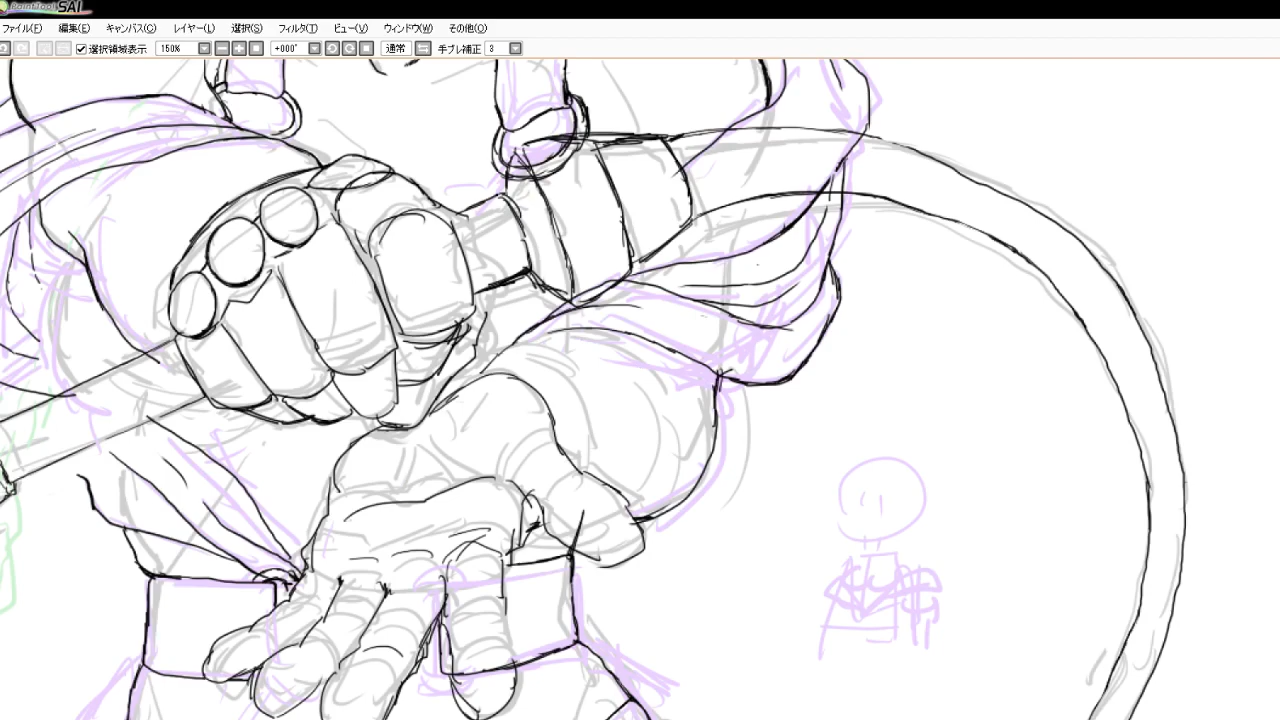 PaintTool SAI
ファイル(F) 編集(E) キャンバス(C) レイヤー(L) 選択(S) フィルタ(T) ビュー(V) ウィンドウ(W) その他(O)
選択領域表示 150% +000° 通常 手ブレ補正 3